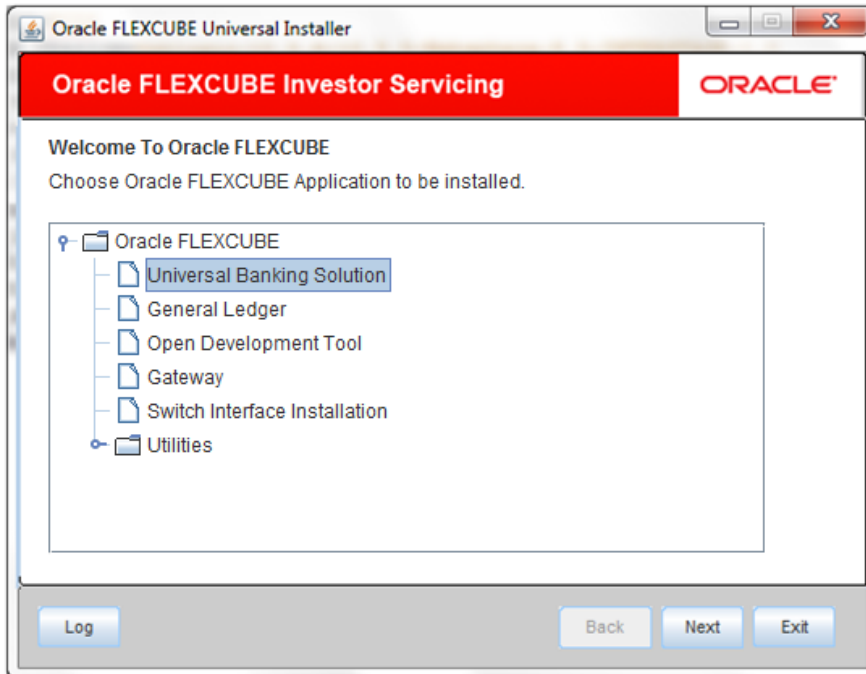 Oracle FLEXCUBE Universal Installer
Oracle FLEXCUBE Investor Servicing
ORACLE
Welcome To Oracle FLEXCUBE
Choose Oracle FLEXCUBE Application to be installed.
Oracle FLEXCUBE
Universal Banking Solution
General Ledger
Open Development Tool
Gateway
Switch Interface Installation
Utilities
Log Back Next Exit